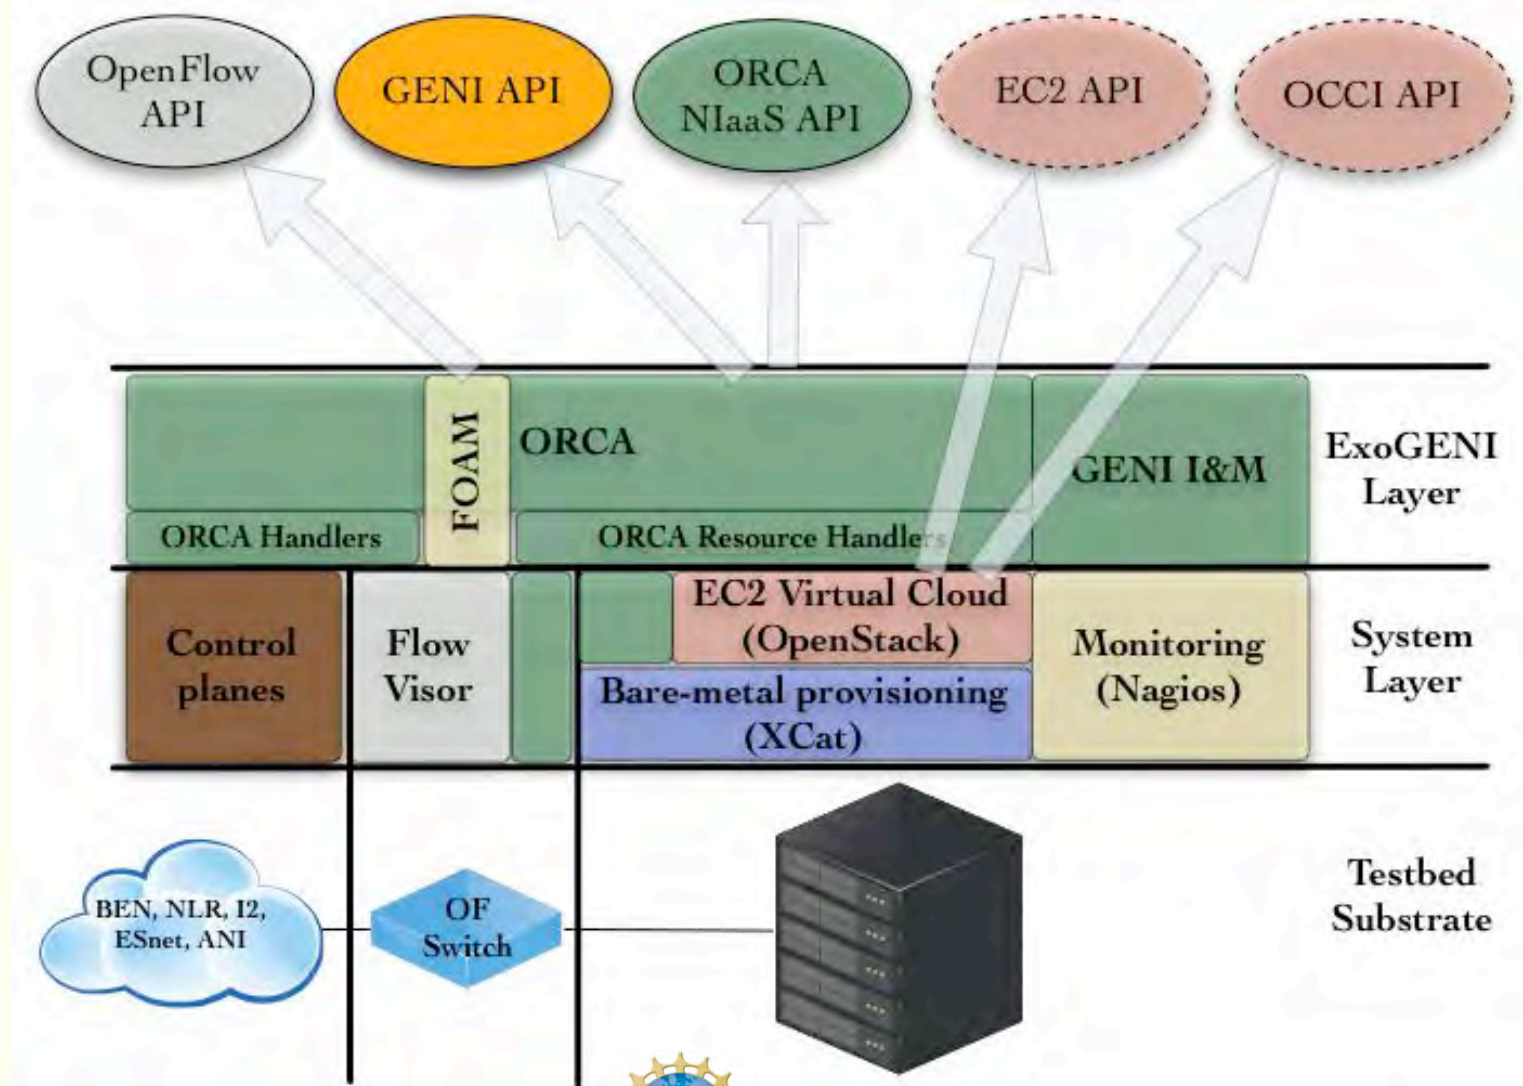 OpenFlow
API
GENI API
ORCA
NIaaS API
EC2 API
OCCI API
ORCA
FOAM
GENI I&M
ExoGENI
Layer
ORCA Handlers
ORCA Resource Handlers
Control
planes
Flow
Visor
EC2 Virtual Cloud
(OpenStack)
Bare-metal provisioning
(XCat)
Monitoring
(Nagios)
System
Layer
BEN, NLR, I2,
ESnet, ANI
OF
Switch
Testbed
Substrate